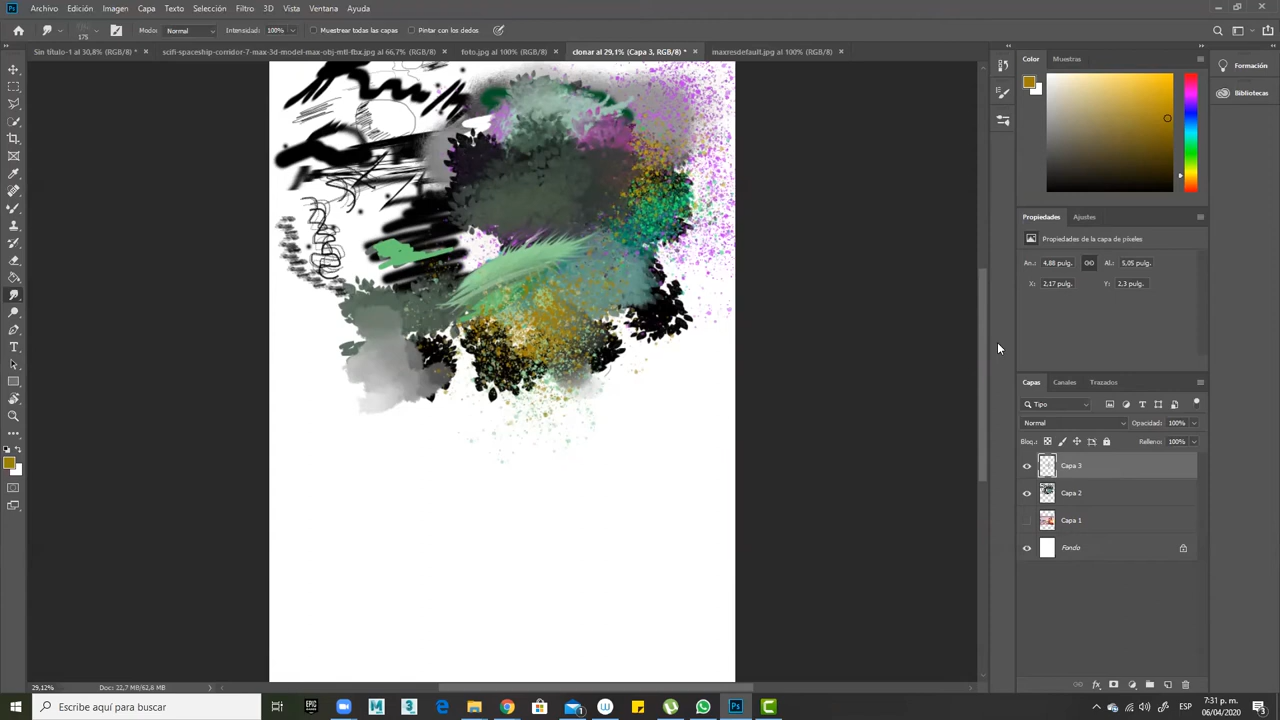 Archivo Edición Imagen Capa Texto Selección Filtro 3D Vista Ventana Ayuda
175 Modo: Normal Intensidad: 100% Muestrear todas las capas Pintar con los dedos
Sin título-1 al 30,8% (RGB/8) * × scifi-spaceship-corridor-7-max-3d-model-max-obj-mtl-fbx.jpg al 66,7% (RGB/8) × foto.jpg al 100% (RGB/8) × clonar al 29,1% (Capa 3, RGB/8) * × maxresdefault.jpg al 100% (RGB/8) ×
Color Muestras
Formación
Bibliotecas
Propiedades Ajustes
Propiedades de la capa de píxeles
An.: 4,88 pulg. Al.: 5,05 pulg.
X: 2,17 pulg. Y: 2,3 pulg.
Capas Canales Trazados
Tipo
Normal Opacidad: 100%
Bloq.: Relleno: 100%
Capa 3
Capa 2
Capa 1
Fondo
29,12% Doc: 22,7 MB/62,8 MB
Escribe aquí para buscar
ESP
7:31 p. m.
06/04/2020